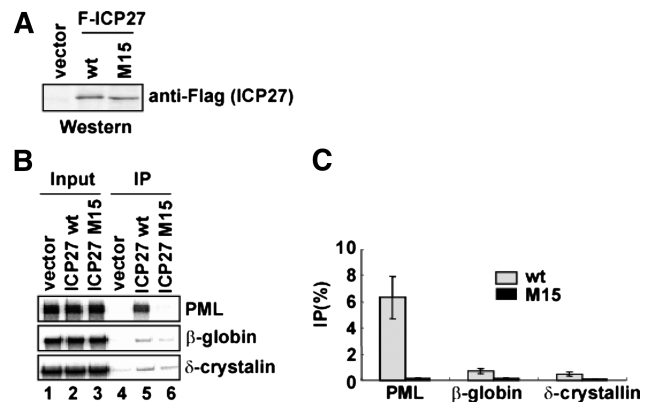 A
F-ICP27
vector
wt
M15
anti-Flag (ICP27)
Western
B
Input IP
vector
ICP27 wt
ICP27 M15
vector
ICP27 wt
ICP27 M15
PML
β-globin
δ-crystalin
1 2 3 4 5 6
C
IP(%)
10
8
6
4
2
0
wt
M15
PML β-globin δ-crystallin